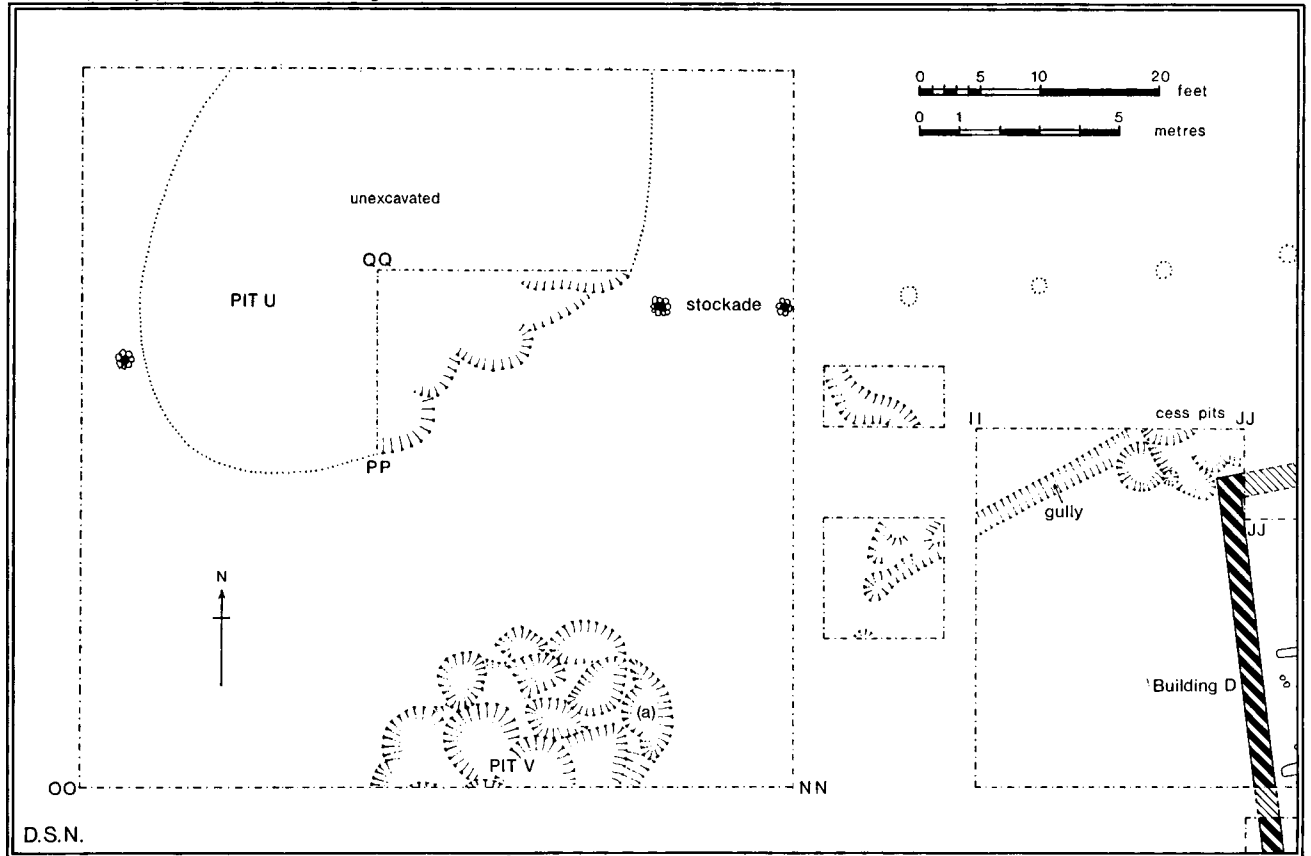 0 5 10 20
feet
0 1 5
metres
unexcavated
QQ
PIT U
stockade
PP
II
cess pits
JJ
gully
JJ
N
Building D
(a)
PIT V
OO
NN
D.S.N.